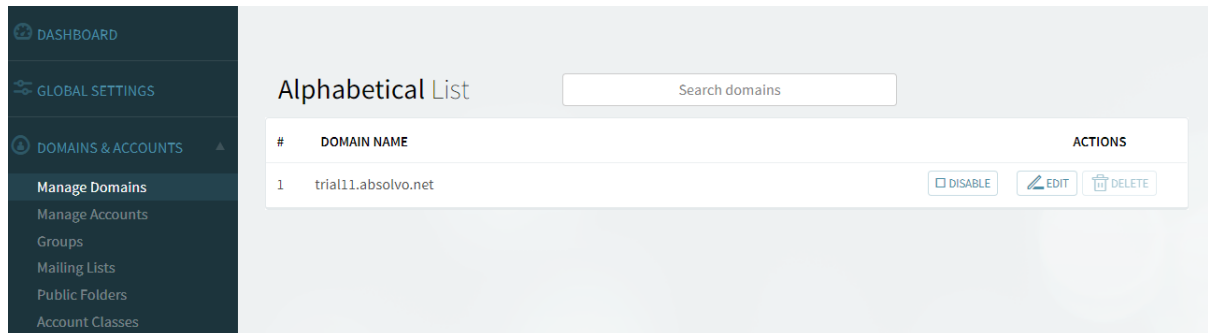 DASHBOARD
GLOBAL SETTINGS
DOMAINS & ACCOUNTS
Manage Domains
Manage Accounts
Groups
Mailing Lists
Public Folders
Account Classes
Alphabetical List
Search domains
# DOMAIN NAME ACTIONS
1 trial11.absolvo.net DISABLE EDIT DELETE